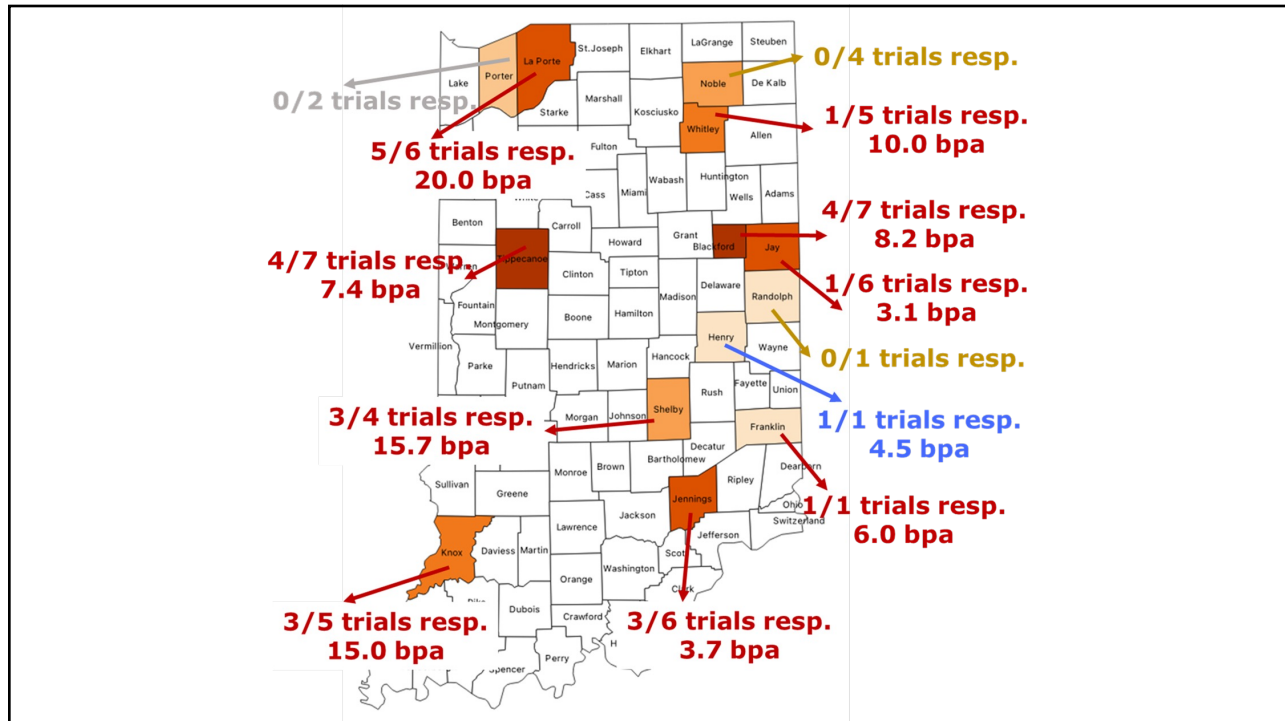 Steuben
LaGrange
St.Joseph
Elkhart
0/4 trials resp.
La Porte
Porter
Lake
Noble
De Kalb
0/2 trials resp.
Marshall
Starke
Kosciusko
1/5 trials resp.
10.0 bpa
Whitley
Allen
5/6 trials resp.
20.0 bpa
Fulton
Wabash
Huntington
Miami
Cass
Wells
Adams
4/7 trials resp.
8.2 bpa
Benton
Carroll
Grant
Howard
Blackford
Jay
4/7 trials resp.
7.4 bpa
Tippecanoe
Clinton
Tipton
1/6 trials resp.
3.1 bpa
Delaware
Madison
Randolph
Fountain
Montgomery
Boone
Hamilton
Vermillion
Henry
Wayne
0/1 trials resp.
Parke
Putnam
Hendricks
Marion
Hancock
Rush
Fayette
Union
3/4 trials resp.
15.7 bpa
Morgan
Johnson
Shelby
1/1 trials resp.
4.5 bpa
Franklin
Decatur
Bartholomew
Monroe
Brown
Dearborn
Ripley
Sullivan
Greene
Jennings
Ohio
1/1 trials resp.
6.0 bpa
Jackson
Lawrence
Switzerland
Jefferson
Knox
Daviess
Martin
Scott
Washington
Orange
Clark
Dubois
Crawford
3/5 trials resp.
15.0 bpa
3/6 trials resp.
3.7 bpa
H
Perry
Spencer